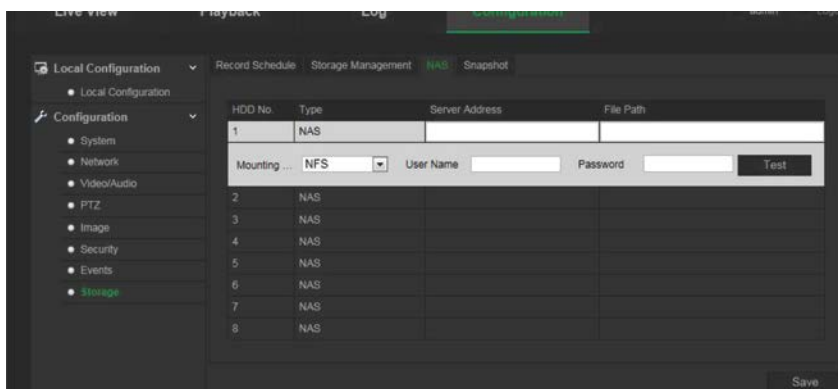 Live View Playback Log Configuration admin
Local Configuration
Local Configuration
Configuration
System
Network
Video/Audio
PTZ
Image
Security
Events
Storage
Record Schedule Storage Management NAS Snapshot
HDD No. Type Server Address File Path
1 NAS
Mounting ... NFS User Name Password Test
2 NAS
3 NAS
4 NAS
5 NAS
6 NAS
7 NAS
8 NAS
Save